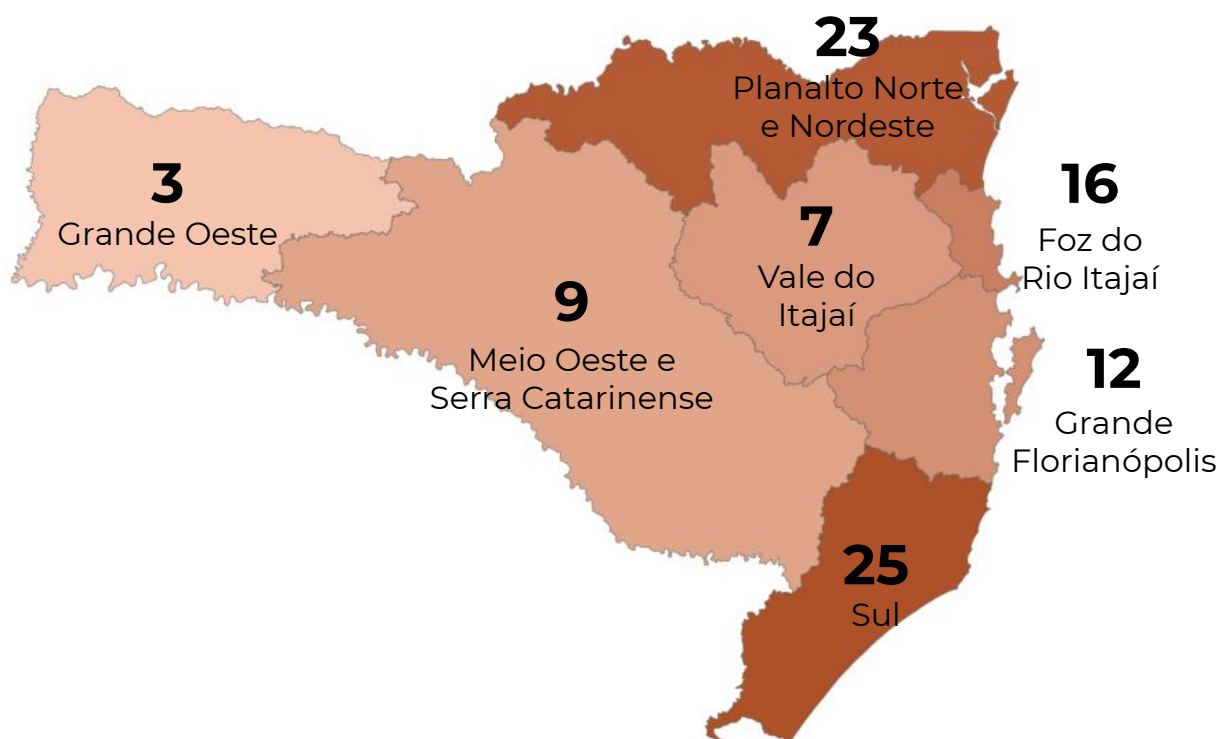 23
Planalto Norte
e Nordeste
3
Grande Oeste
16
Foz do
Rio Itajaí
7
Vale do
Itajaí
9
Meio Oeste e
Serra Catarinense
12
Grande
Florianópolis
25
Sul